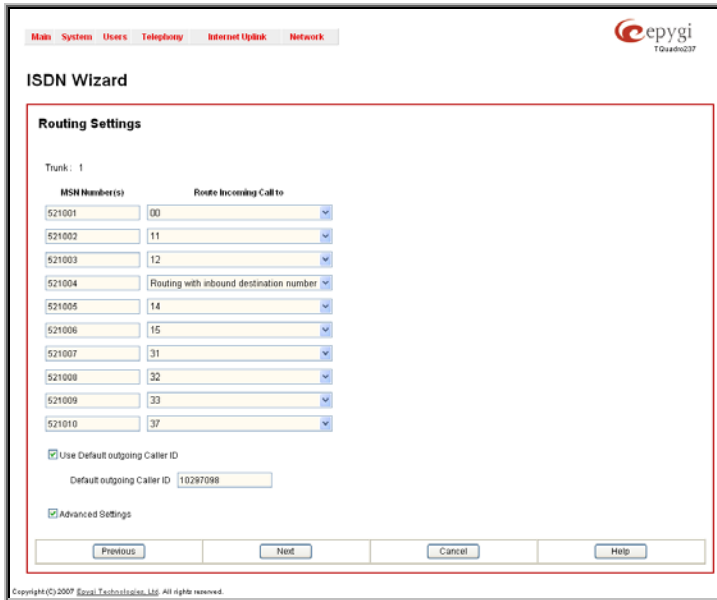 Main System Users Telephony Internet Uplink Network
epygi
TQuadro237
ISDN Wizard
Routing Settings
Trunk: 1
MSN Number(s) Route Incoming Call to
521001 00
521002 11
521003 12
521004 Routing with inbound destination number
521005 14
521006 15
521007 31
521008 32
521009 33
521010 37
Use Default outgoing Caller ID
Default outgoing Caller ID 10297098
Advanced Settings
Previous Next Cancel Help
Copyright (C) 2007 Epygi Technologies, Ltd. All rights reserved.